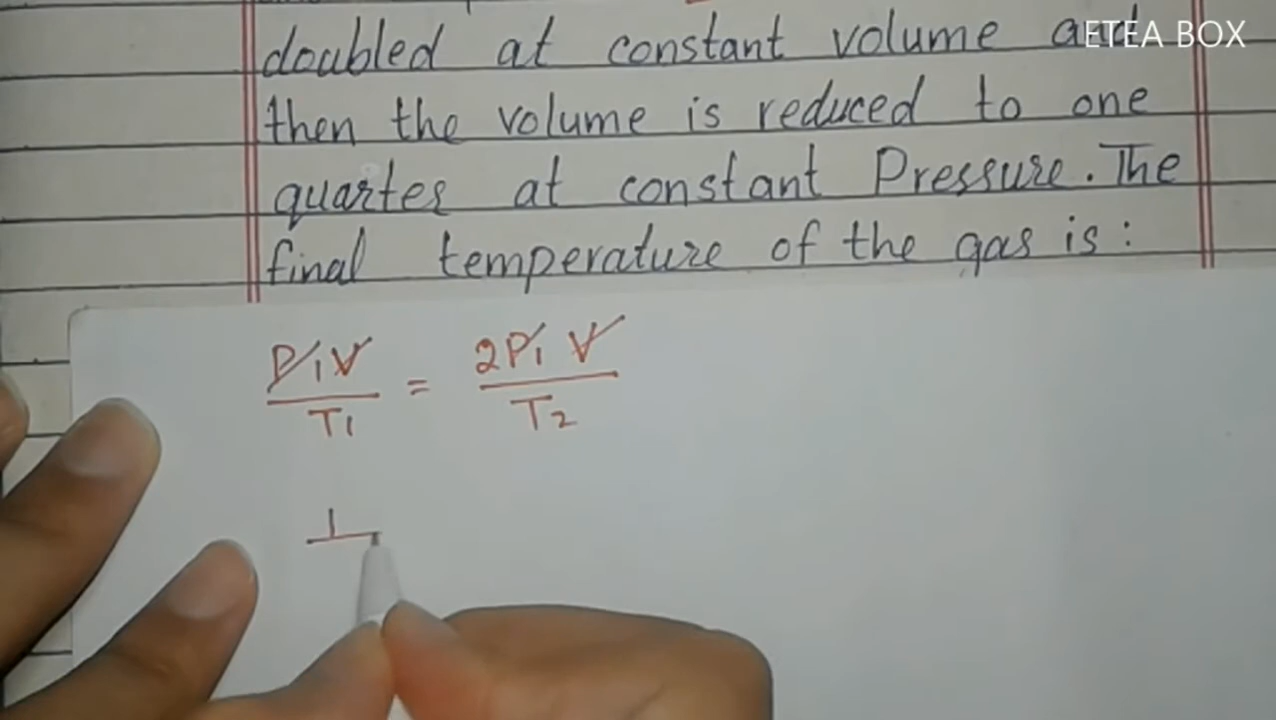 doubled at constant volume and
ETEA BOX
then the volume is reduced to one
quarter at constant Pressure. The
final temperature of the gas is:
P₁V / T₁ = 2P₁ V / T₂
1